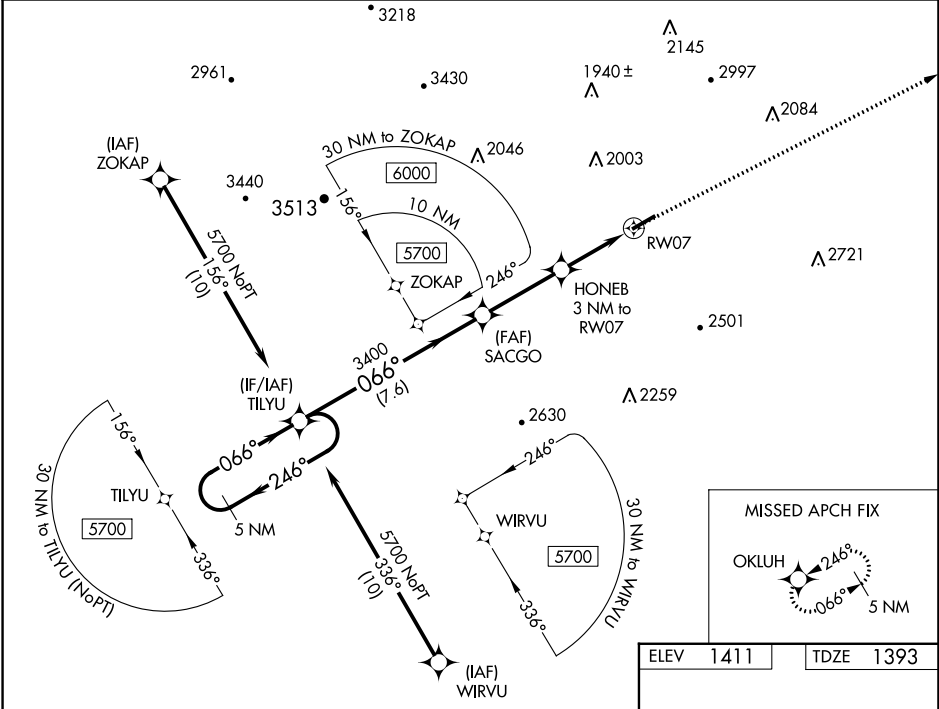 3218
2145
2961
3430
1940 ±
2997
2084
(IAF)
ZOKAP
30 NM to ZOKAP
6000
2046
2003
3440
3513
156°
10 NM
5700
ZOKAP
246°
RW07
2721
5700 NoPT
156°
(10)
HONEB
3 NM to
RW07
2501
(FAF)
SACGO
3400
066°
(7.6)
(IF/IAF)
TILYU
2259
2630
156°
066°
246°
246°
TILYU
5 NM
WIRVU
5700
30 NM to TILYU (NoPT)
336°
5700 NoPT
336°
(10)
5700
30 NM to WIRVU
336°
MISSED APCH FIX
OKLUH
246°
066°
5 NM
(IAF)
WIRVU
ELEV 1411
TDZE 1393